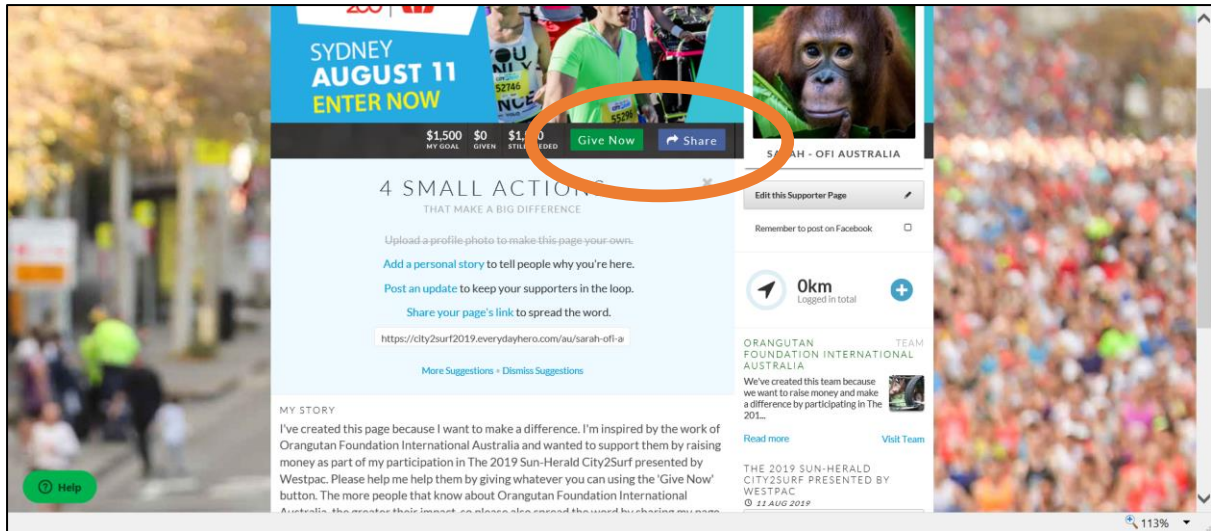 SYDNEY
AUGUST 11
ENTER NOW
52746
55296
$1,500 $0
MY GOAL GIVEN
Give Now
Share
4 SMALL ACTIONS
THAT MAKE A BIG DIFFERENCE
Upload a profile photo to make this page your own.
Add a personal story to tell people why you're here.
Post an update to keep your supporters in the loop.
Share your page's link to spread the word.
https://city2surf2019.everydayhero.com/au/sarah-ofi-a
More Suggestions • Dismiss Suggestions
MY STORY
I've created this page because I want to make a difference. I'm inspired by the work of
Orangutan Foundation International Australia and wanted to support them by raising
money as part of my participation in The 2019 Sun-Herald City2Surf presented by
Westpac. Please help me help them by giving whatever you can using the 'Give Now'
button. The more people that know about Orangutan Foundation International
Australia, the greater their impact, so please also spread the word by sharing my page
OFI AUSTRALIA
Edit this Supporter Page
Remember to post on Facebook
0km
Logged in total
ORANGUTAN TEAM
FOUNDATION INTERNATIONAL
AUSTRALIA
We've created this team because
we want to raise money and make
a difference by participating in The
201...
Read more Visit Team
THE 2019 SUN-HERALD
CITY2SURF PRESENTED BY
WESTPAC
11 AUG 2019
Help
113%